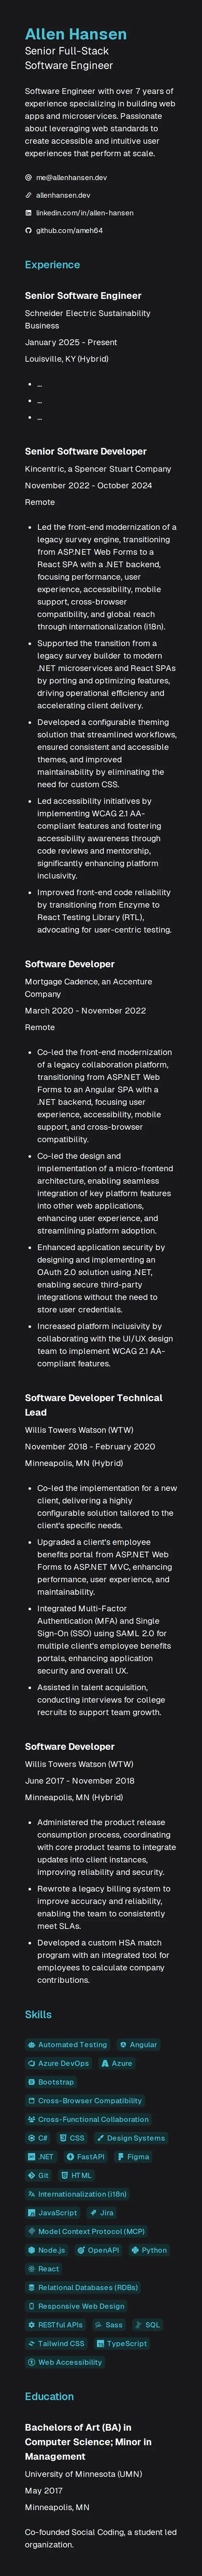 Allen Hansen
Senior Full-Stack
Software Engineer
Software Engineer with over 7 years of
experience specializing in building web
apps and microservices. Passionate
about leveraging web standards to
create accessible and intuitive user
experiences that perform at scale.
me@allenhansen.dev
allenhansen.dev
linkedin.com/in/allen-hansen
github.com/ameh64
Experience
Senior Software Engineer
Schneider Electric Sustainability
Business
January 2025 - Present
Louisville, KY (Hybrid)
• ...
• ...
• ...
Senior Software Developer
Kincentric, a Spencer Stuart Company
November 2022 - October 2024
Remote
• Led the front-end modernization of a
legacy survey engine, transitioning
from ASP.NET Web Forms to a
React SPA with a .NET backend,
focusing performance, user
experience, accessibility, mobile
support, cross-browser
compatibility, and global reach
through internationalization (i18n).
• Supported the transition from a
legacy survey builder to modern
.NET microservices and React SPAs
by porting and optimizing features,
driving operational efficiency and
accelerating client delivery.
• Developed a configurable theming
solution that streamlined workflows,
ensured consistent and accessible
themes, and improved
maintainability by eliminating the
need for custom CSS.
• Led accessibility initiatives by
implementing WCAG 2.1 AA-
compliant features and fostering
accessibility awareness through
code reviews and mentorship,
significantly enhancing platform
inclusivity.
• Improved front-end code reliability
by transitioning from Enzyme to
React Testing Library (RTL),
advocating for user-centric testing.
Software Developer
Mortgage Cadence, an Accenture
Company
March 2020 - November 2022
Remote
• Co-led the front-end modernization
of a legacy collaboration platform,
transitioning from ASP.NET Web
Forms to an Angular SPA with a
.NET backend, focusing user
experience, accessibility, mobile
support, and cross-browser
compatibility.
• Co-led the design and
implementation of a micro-frontend
architecture, enabling seamless
integration of key platform features
into other web applications,
enhancing user experience, and
streamlining platform adoption.
• Enhanced application security by
designing and implementing an
OAuth 2.0 solution using .NET,
enabling secure third-party
integrations without the need to
store user credentials.
• Increased platform inclusivity by
collaborating with the UI/UX design
team to implement WCAG 2.1 AA-
compliant features.
Software Developer Technical
Lead
Willis Towers Watson (WTW)
November 2018 - February 2020
Minneapolis, MN (Hybrid)
• Co-led the implementation for a new
client, delivering a highly
configurable solution tailored to the
client's specific needs.
• Upgraded a client's employee
benefits portal from ASP.NET Web
Forms to ASP.NET MVC, enhancing
performance, user experience, and
maintainability.
• Integrated Multi-Factor
Authentication (MFA) and Single
Sign-On (SSO) using SAML 2.0 for
multiple client's employee benefits
portals, enhancing application
security and overall UX.
• Assisted in talent acquisition,
conducting interviews for college
recruits to support team growth.
Software Developer
Willis Towers Watson (WTW)
June 2017 - November 2018
Minneapolis, MN (Hybrid)
• Administered the product release
consumption process, coordinating
with core product teams to integrate
updates into client instances,
improving reliability and security.
• Rewrote a legacy billing system to
improve accuracy and reliability,
enabling the team to consistently
meet SLAs.
• Developed a custom HSA match
program with an integrated tool for
employees to calculate company
contributions.
Skills
Automated Testing Angular
Azure DevOps Azure
Bootstrap
Cross-Browser Compatibility
Cross-Functional Collaboration
C# CSS Design Systems
.NET FastAPI Figma
Git HTML
Internationalization (i18n)
JavaScript Jira
Model Context Protocol (MCP)
Node.js OpenAPI Python
React
Relational Databases (RDBs)
Responsive Web Design
RESTful APIs Sass SQL
Tailwind CSS TypeScript
Web Accessibility
Education
Bachelors of Art (BA) in
Computer Science; Minor in
Management
University of Minnesota (UMN)
May 2017
Minneapolis, MN
Co-founded Social Coding, a student led
organization.